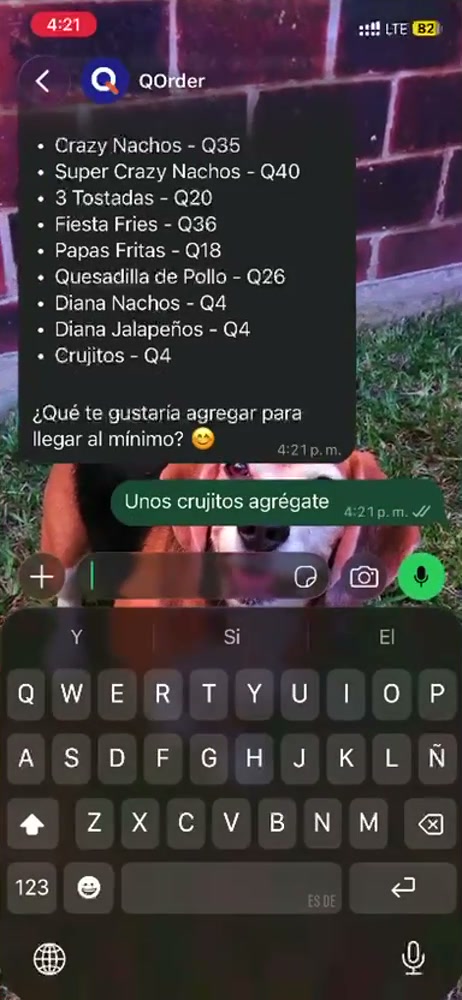 4:21
LTE 82
QOrder
• Crazy Nachos - Q35
• Super Crazy Nachos - Q40
• 3 Tostadas - Q20
• Fiesta Fries - Q36
• Papas Fritas - Q18
• Quesadilla de Pollo - Q26
• Diana Nachos - Q4
• Diana Jalapeños - Q4
• Crujitos - Q4
¿Qué te gustaría agregar para
llegar al mínimo? 😊
4:21 p. m.
Unos crujitos agrégate
4:21 p. m.
Y Si El
Q W E R T Y U I O P
A S D F G H J K L Ñ
Z X C V B N M
123
ES DE